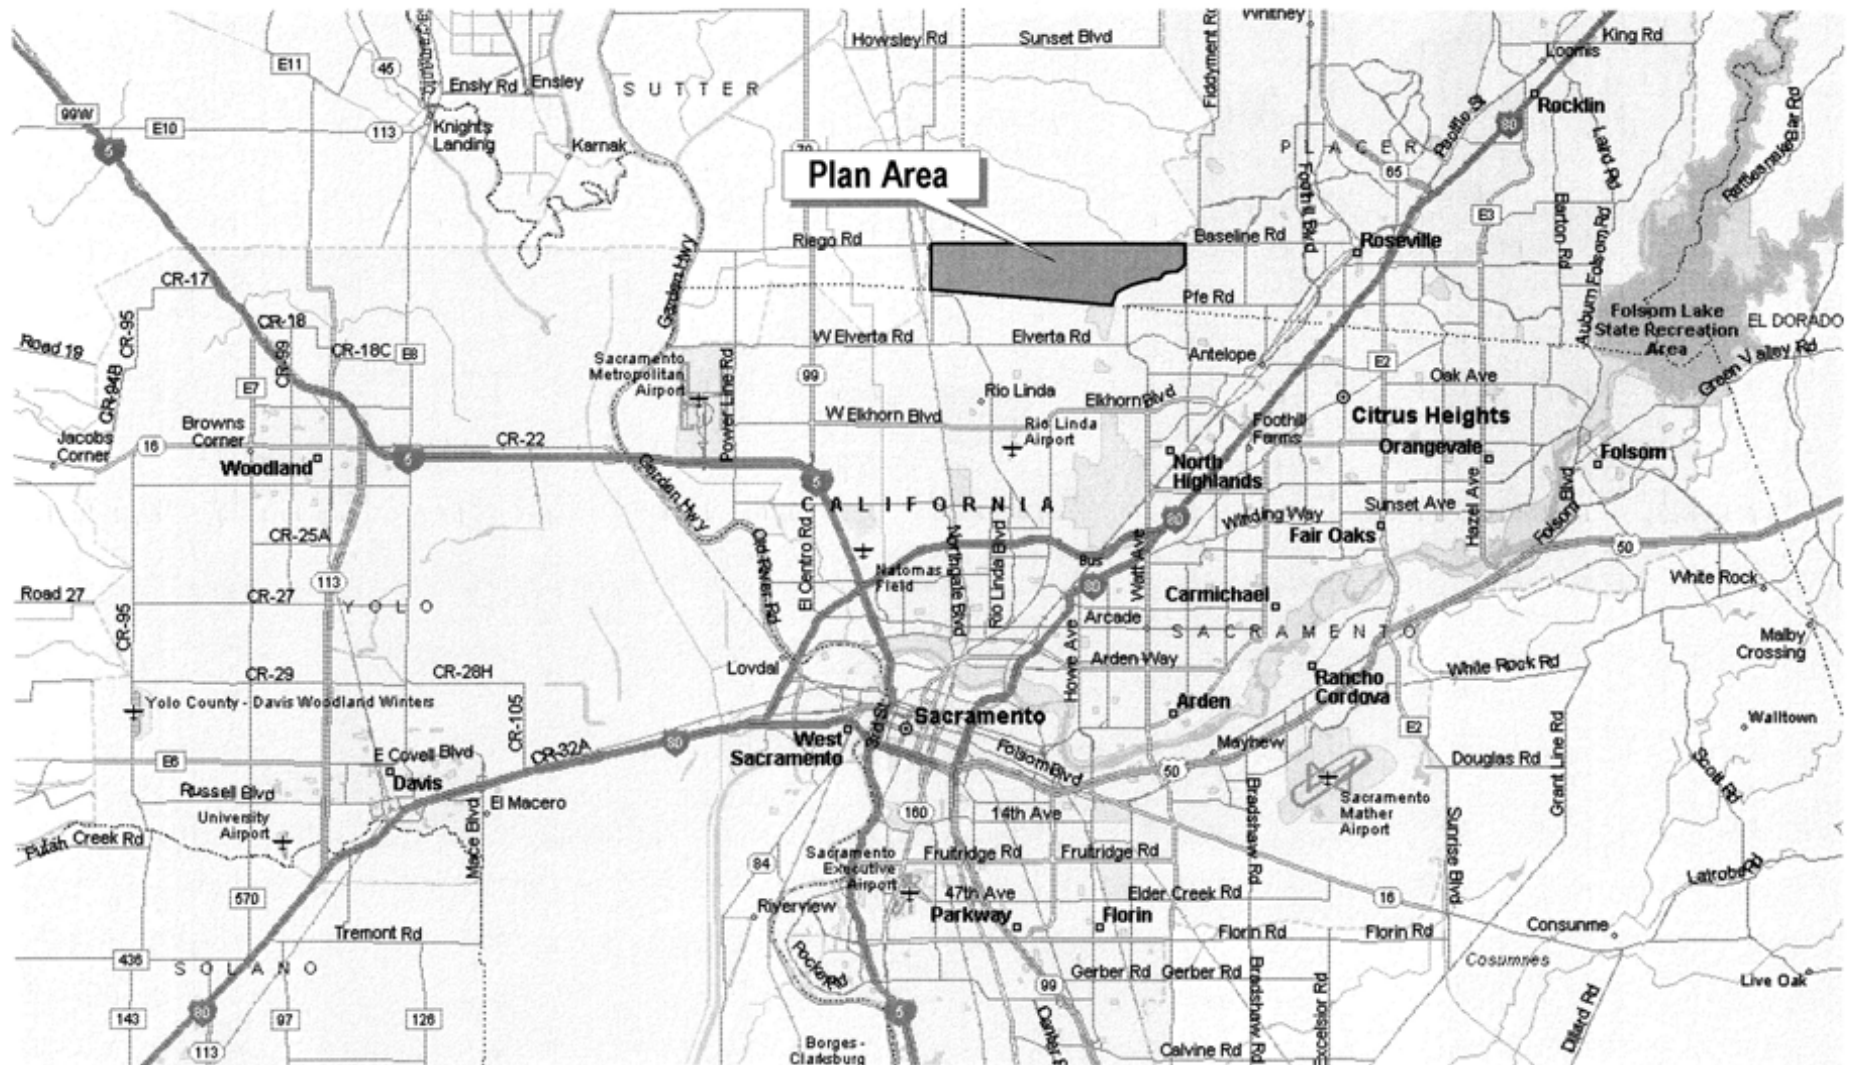 Whitney
Howsley Rd
Sunset Blvd
Fiddyment Rd
King Rd
Loomis
E11
45
Ensly Rd
Ensley
S U T T E R
99W
E10
113
Knights
Landing
Karnak
Rocklin
80
5
Pacific St
P L A C E R
65
Laird Rd
Rattlesnake Bar Rd
Plan Area
Foothill Blvd
E3
Barton Rd
Auburn Folsom Rd
Riego Rd
Baseline Rd
Roseville
Garden Hwy
CR-17
Pfe Rd
CR-95
CR-18
Folsom Lake
State Recreation
Area
EL DORADO
Road 19
CR-99
CR-18C
E8
W Elverta Rd
Elverta Rd
Antelope
E2
Green Valley Rd
CR-94B
E7
Sacramento
Metropolitan
Airport
Power Line Rd
99
Rio Linda
Elkhorn Blvd
Oak Ave
Citrus Heights
Browns
Corner
W Elkhorn Blvd
Rio Linda
Airport
Foothill
Farms
Jacobs
Corner
16
CR-22
Orangevale
Folsom
Woodland
5
North
Highlands
Garden Hwy
5
C A L I F O R N I A
80
Winding Way
Sunset Ave
Hazel Ave
Folsom Blvd
Fair Oaks
CR-25A
Old River Rd
El Centro Rd
Northgate Blvd
Rio Linda Blvd
Bus
80
Watt Ave
50
113
Natomas
Field
White Rock
Road 27
CR-27
Y O L O
CR-95
Carmichael
Arcade
S A C R A M E N T O
Malby
Crossing
Lovdal
Howe Ave
Arden Way
White Rock Rd
CR-29
CR-28H
Rancho
Cordova
Yolo County - Davis Woodland Winters
CR-105
Arden
Sacramento
3rd St
E2
Walltown
West
Sacramento
80
CR-32A
E Covell Blvd
E6
Folsom Blvd
Mayhew
50
Douglas Rd
Grant Line Rd
Scott Rd
Davis
Russell Blvd
El Macero
Mace Blvd
University
Airport
160
14th Ave
Bradshaw Rd
Sacramento
Mather
Airport
Sunrise Blvd
Putah Creek Rd
84
Sacramento
Executive
Airport
Fruitridge Rd
Fruitridge Rd
Latrobe Rd
570
47th Ave
Elder Creek Rd
16
Riverview
Parkway
Florin
Consumne
Tremont Rd
Florin Rd
Florin Rd
436
S O L A N O
Pocket Rd
Gerber Rd
Gerber Rd
Cosumnes
99
Live Oak
80
143
97
126
5
Bradshaw Rd
Excelsior Rd
Dillard Rd
113
Borges -
Clarksburg
Calvine Rd